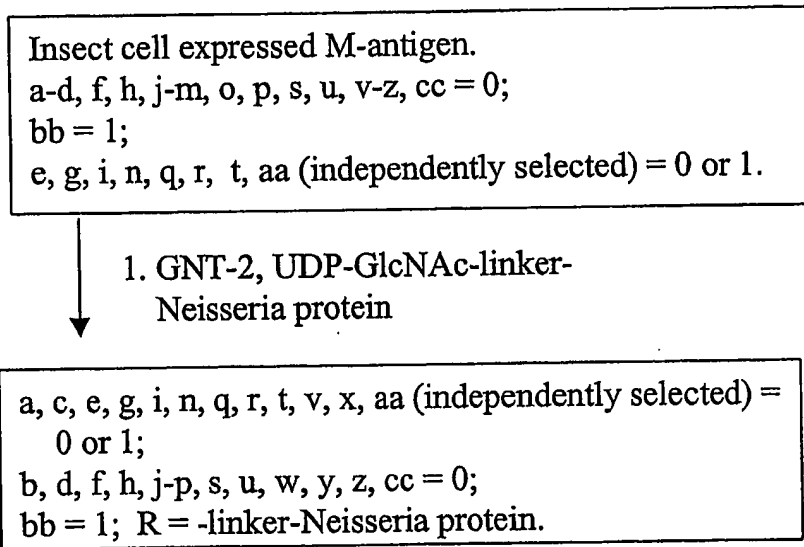 Insect cell expressed M-antigen.
a-d, f, h, j-m, o, p, s, u, v-z, cc = 0;
bb = 1;
e, g, i, n, q, r, t, aa (independently selected) = 0 or 1.
1. GNT-2, UDP-GlcNAc-linker-
Neisseria protein
a, c, e, g, i, n, q, r, t, v, x, aa (independently selected) =
0 or 1;
b, d, f, h, j-p, s, u, w, y, z, cc = 0;
bb = 1; R = -linker-Neisseria protein.